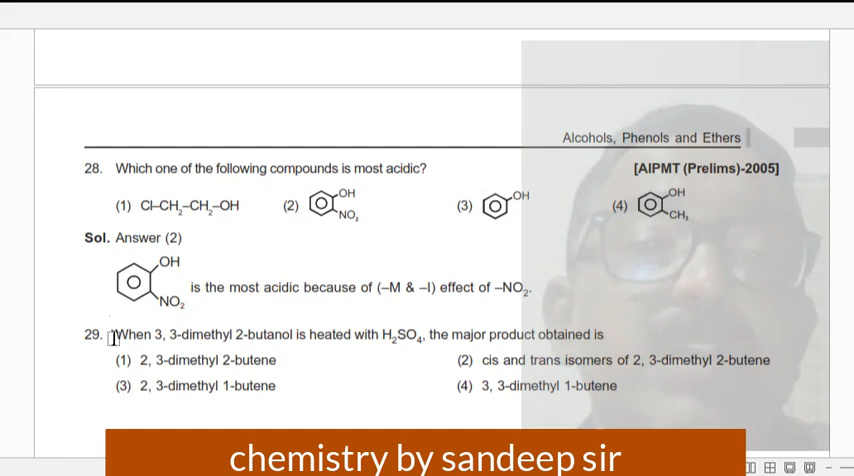 Alcohols, Phenols and Ethers
28. Which one of the following compounds is most acidic? [AIPMT (Prelims)-2005]
(1) Cl–CH₂–CH₂–OH (2) OH NO₂ (3) OH (4) OH CH₃
Sol. Answer (2)
OH
NO₂ is the most acidic because of (–M & –I) effect of –NO₂.
29. When 3, 3-dimethyl 2-butanol is heated with H₂SO₄, the major product obtained is
(1) 2, 3-dimethyl 2-butene (2) cis and trans isomers of 2, 3-dimethyl 2-butene
(3) 2, 3-dimethyl 1-butene (4) 3, 3-dimethyl 1-butene
chemistry by sandeep sir